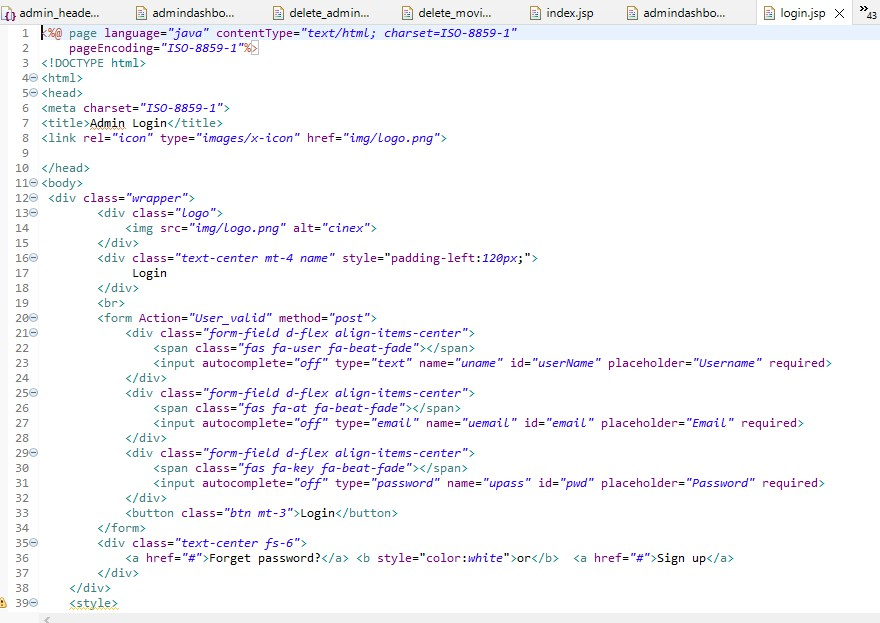 admin_heade... admindashbo... delete_admin... delete_movi... index.jsp admindashbo... login.jsp 43
1 <%@ page language="java" contentType="text/html; charset=ISO-8859-1"
2 pageEncoding="ISO-8859-1"%>
3 <!DOCTYPE html>
4 <html>
5 <head>
6 <meta charset="ISO-8859-1">
7 <title>Admin Login</title>
8 <link rel="icon" type="images/x-icon" href="img/logo.png">
9
10 </head>
11 <body>
12 <div class="wrapper">
13 <div class="logo">
14 <img src="img/logo.png" alt="cinex">
15 </div>
16 <div class="text-center mt-4 name" style="padding-left:120px;">
17 Login
18 </div>
19 <br>
20 <form Action="User_valid" method="post">
21 <div class="form-field d-flex align-items-center">
22 <span class="fas fa-user fa-beat-fade"></span>
23 <input autocomplete="off" type="text" name="uname" id="userName" placeholder="Username" required>
24 </div>
25 <div class="form-field d-flex align-items-center">
26 <span class="fas fa-at fa-beat-fade"></span>
27 <input autocomplete="off" type="email" name="uemail" id="email" placeholder="Email" required>
28 </div>
29 <div class="form-field d-flex align-items-center">
30 <span class="fas fa-key fa-beat-fade"></span>
31 <input autocomplete="off" type="password" name="upass" id="pwd" placeholder="Password" required>
32 </div>
33 <button class="btn mt-3">Login</button>
34 </form>
35 <div class="text-center fs-6">
36 <a href="#">Forget password?</a> <b style="color:white">or</b> <a href="#">Sign up</a>
37 </div>
38 </div>
39 <style>